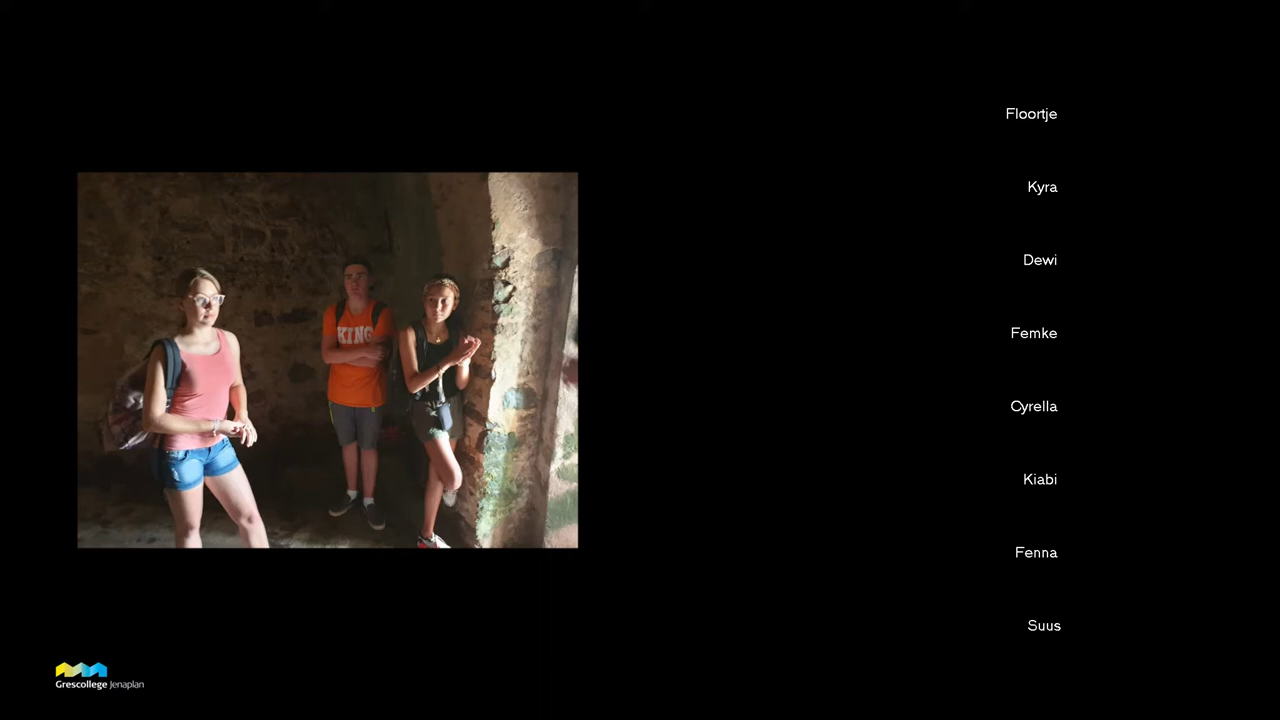 Floortje
Kyra
Dewi
Femke
KING
Cyrella
Kiabi
Fenna
Suus
Grescollege Jenaplan